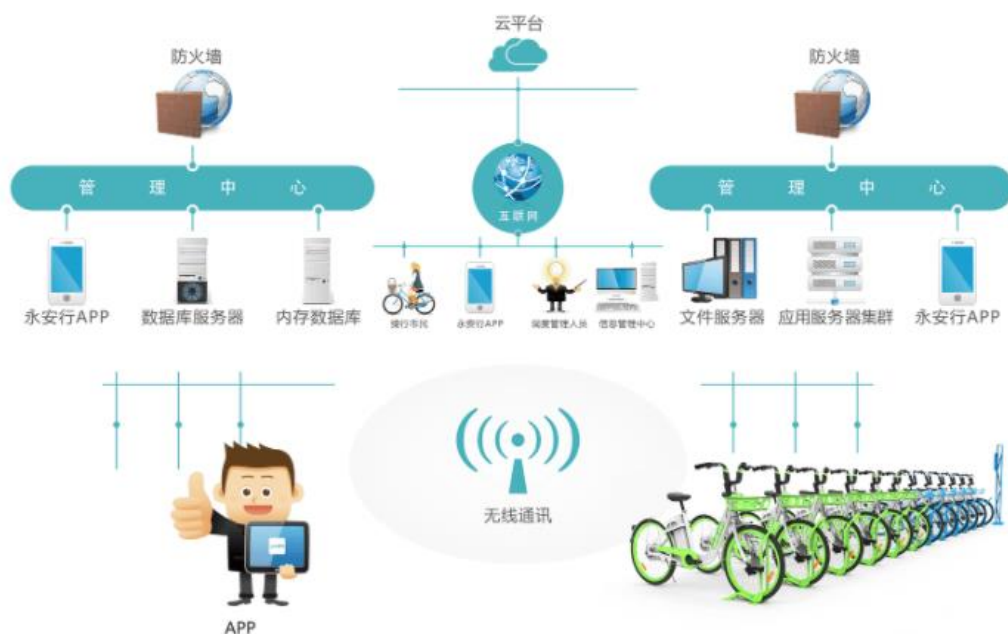 云平台
防火墙
防火墙
管理中心
互联网
管理中心
永安行APP
数据库服务器
内存数据库
骑行市民
永安行APP
调度管理人员
信息管理中心
文件服务器
应用服务器集群
永安行APP
无线通讯
APP